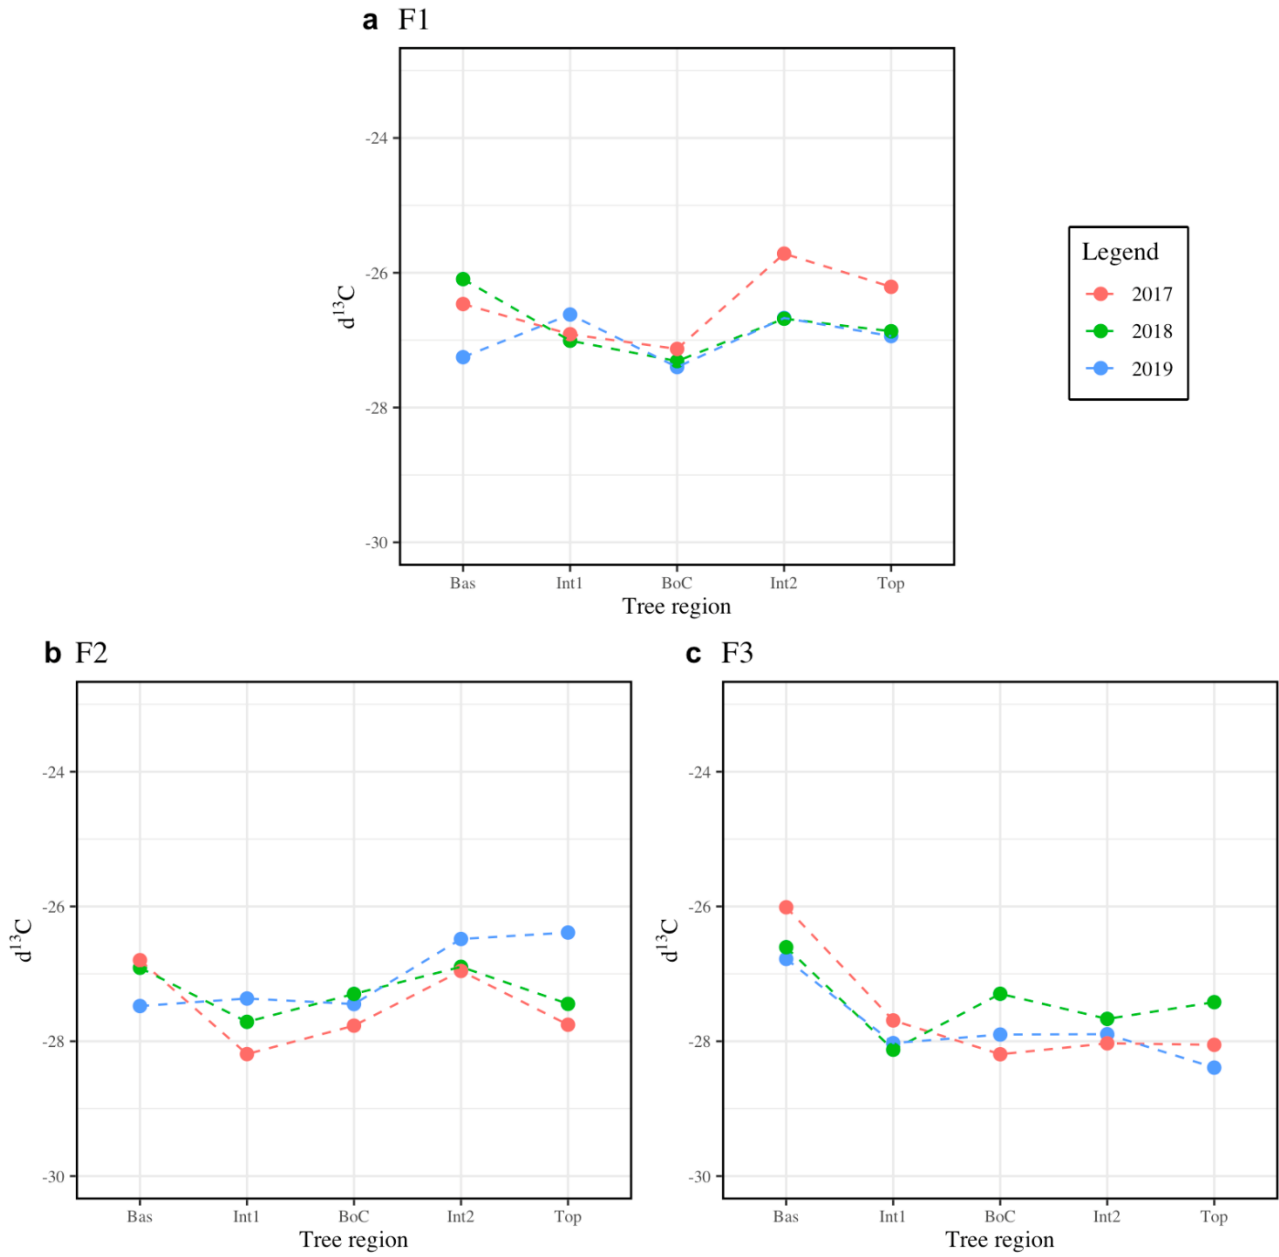 a F1
-24
-26
-28
-30
d¹³C
Bas Int1 BoC Int2 Top
Tree region
Legend
2017
2018
2019
b F2
-24
-26
-28
-30
d¹³C
Bas Int1 BoC Int2 Top
Tree region
c F3
-24
-26
-28
-30
d¹³C
Bas Int1 BoC Int2 Top
Tree region